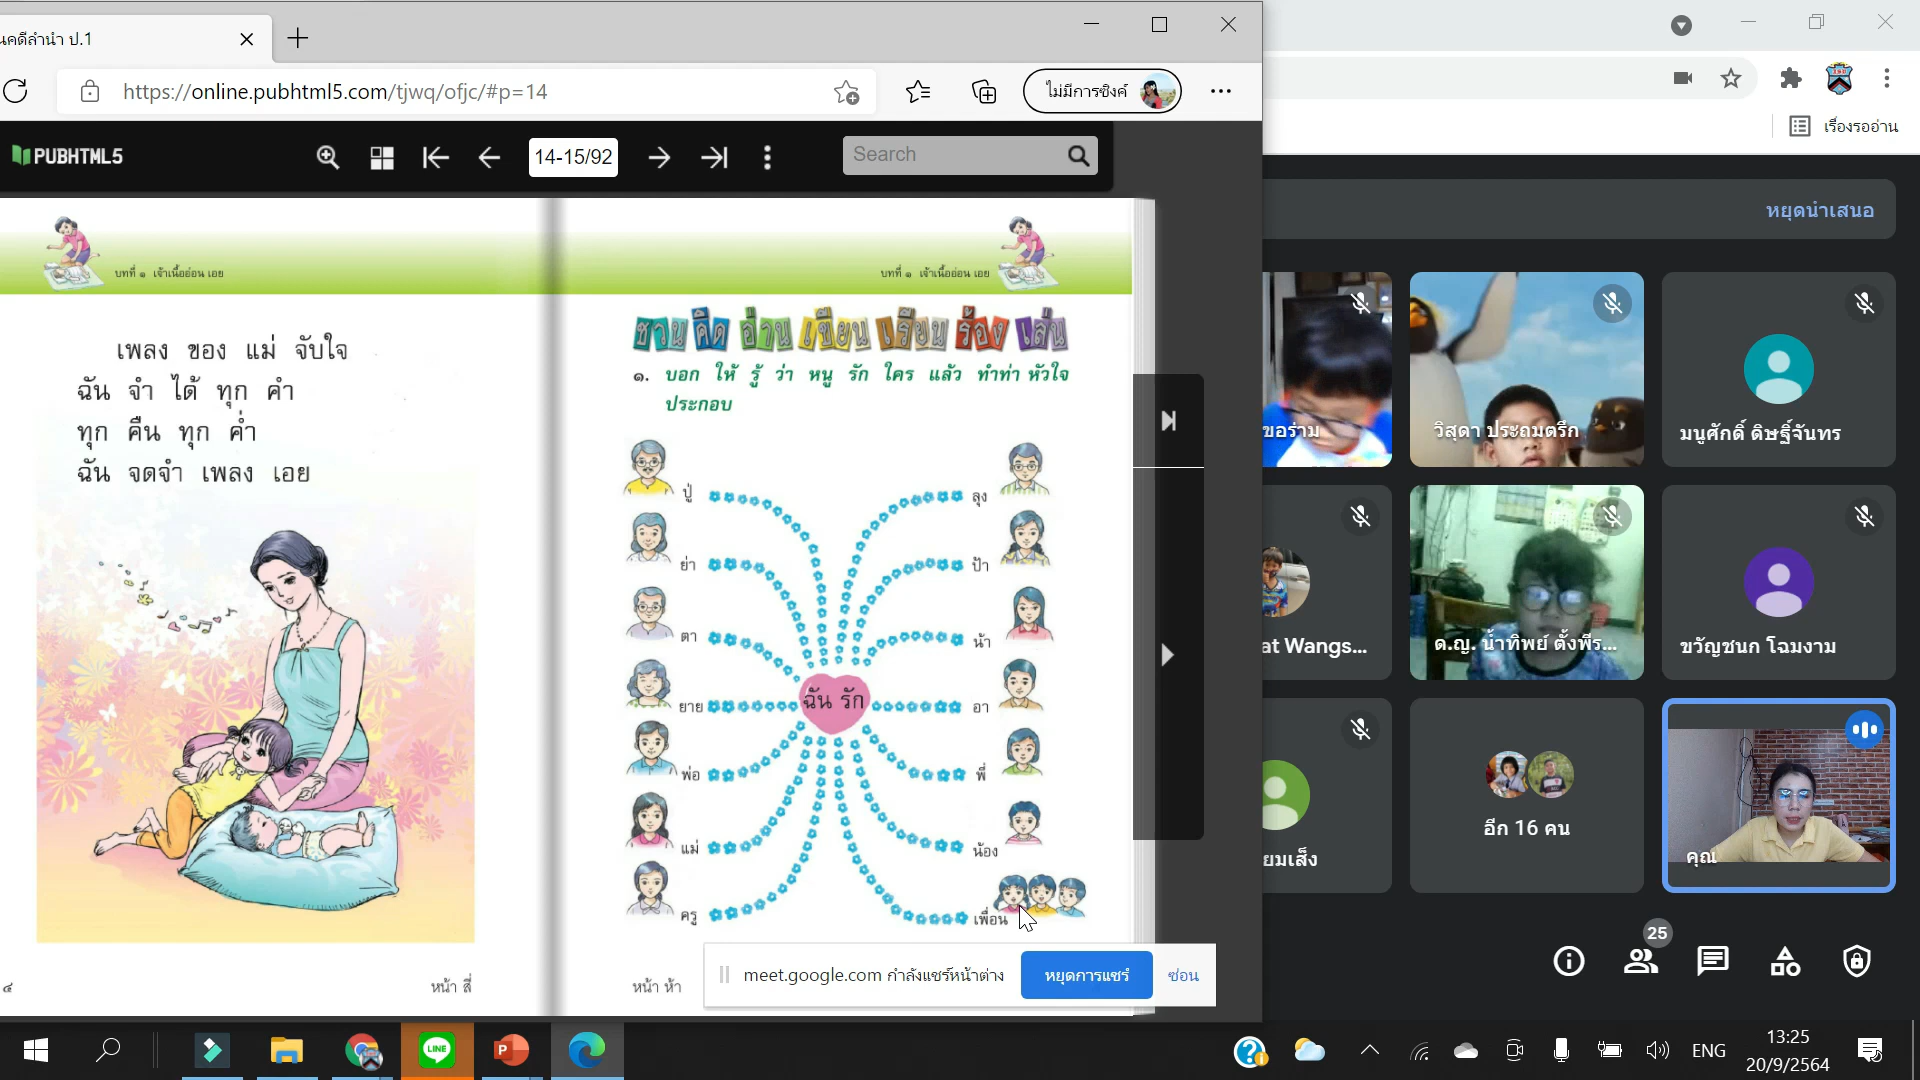 นคดีลำนำ ป.1
https://online.pubhtml5.com/tjwq/ofjc/#p=14
ไม่มีการซิงค์
เรื่องรออ่าน
PUBHTML5
14-15/92
Search
หยุดนำเสนอ
บทที่ ๑ เจ้าเนื้ออ่อน เอย
เพลง ของ แม่ จับใจ
ฉัน จำ ได้ ทุก คำ
ทุก คืน ทุก ค่ำ
ฉัน จดจำ เพลง เอย
๔
หน้า สี่
บทที่ ๑ เจ้าเนื้ออ่อน เอย
ชวน คิด อ่าน เขียน เรียน ร้อง เล่น
๑. บอก ให้ รู้ ว่า หนู รัก ใคร แล้ว ทำท่า หัวใจ
ประกอบ
ปู่
ย่า
ตา
ยาย
พ่อ
แม่
ครู
ฉัน รัก
ลุง
ป้า
น้า
อา
พี่
น้อง
เพื่อน
หน้า ห้า
meet.google.com กำลังแชร์หน้าต่าง
หยุดการแชร์
ซ่อน
ขอร่าม
วิสุดา ประถมตรึก
มนูศักดิ์ ดิษฐิ์จันทร
at Wangs...
ด.ญ. น้ำทิพย์ ตั้งพีร...
ขวัญชนก โฉมงาม
ยมเส็ง
อีก 16 คน
คุณ
25
LINE
ENG
13:25
20/9/2564